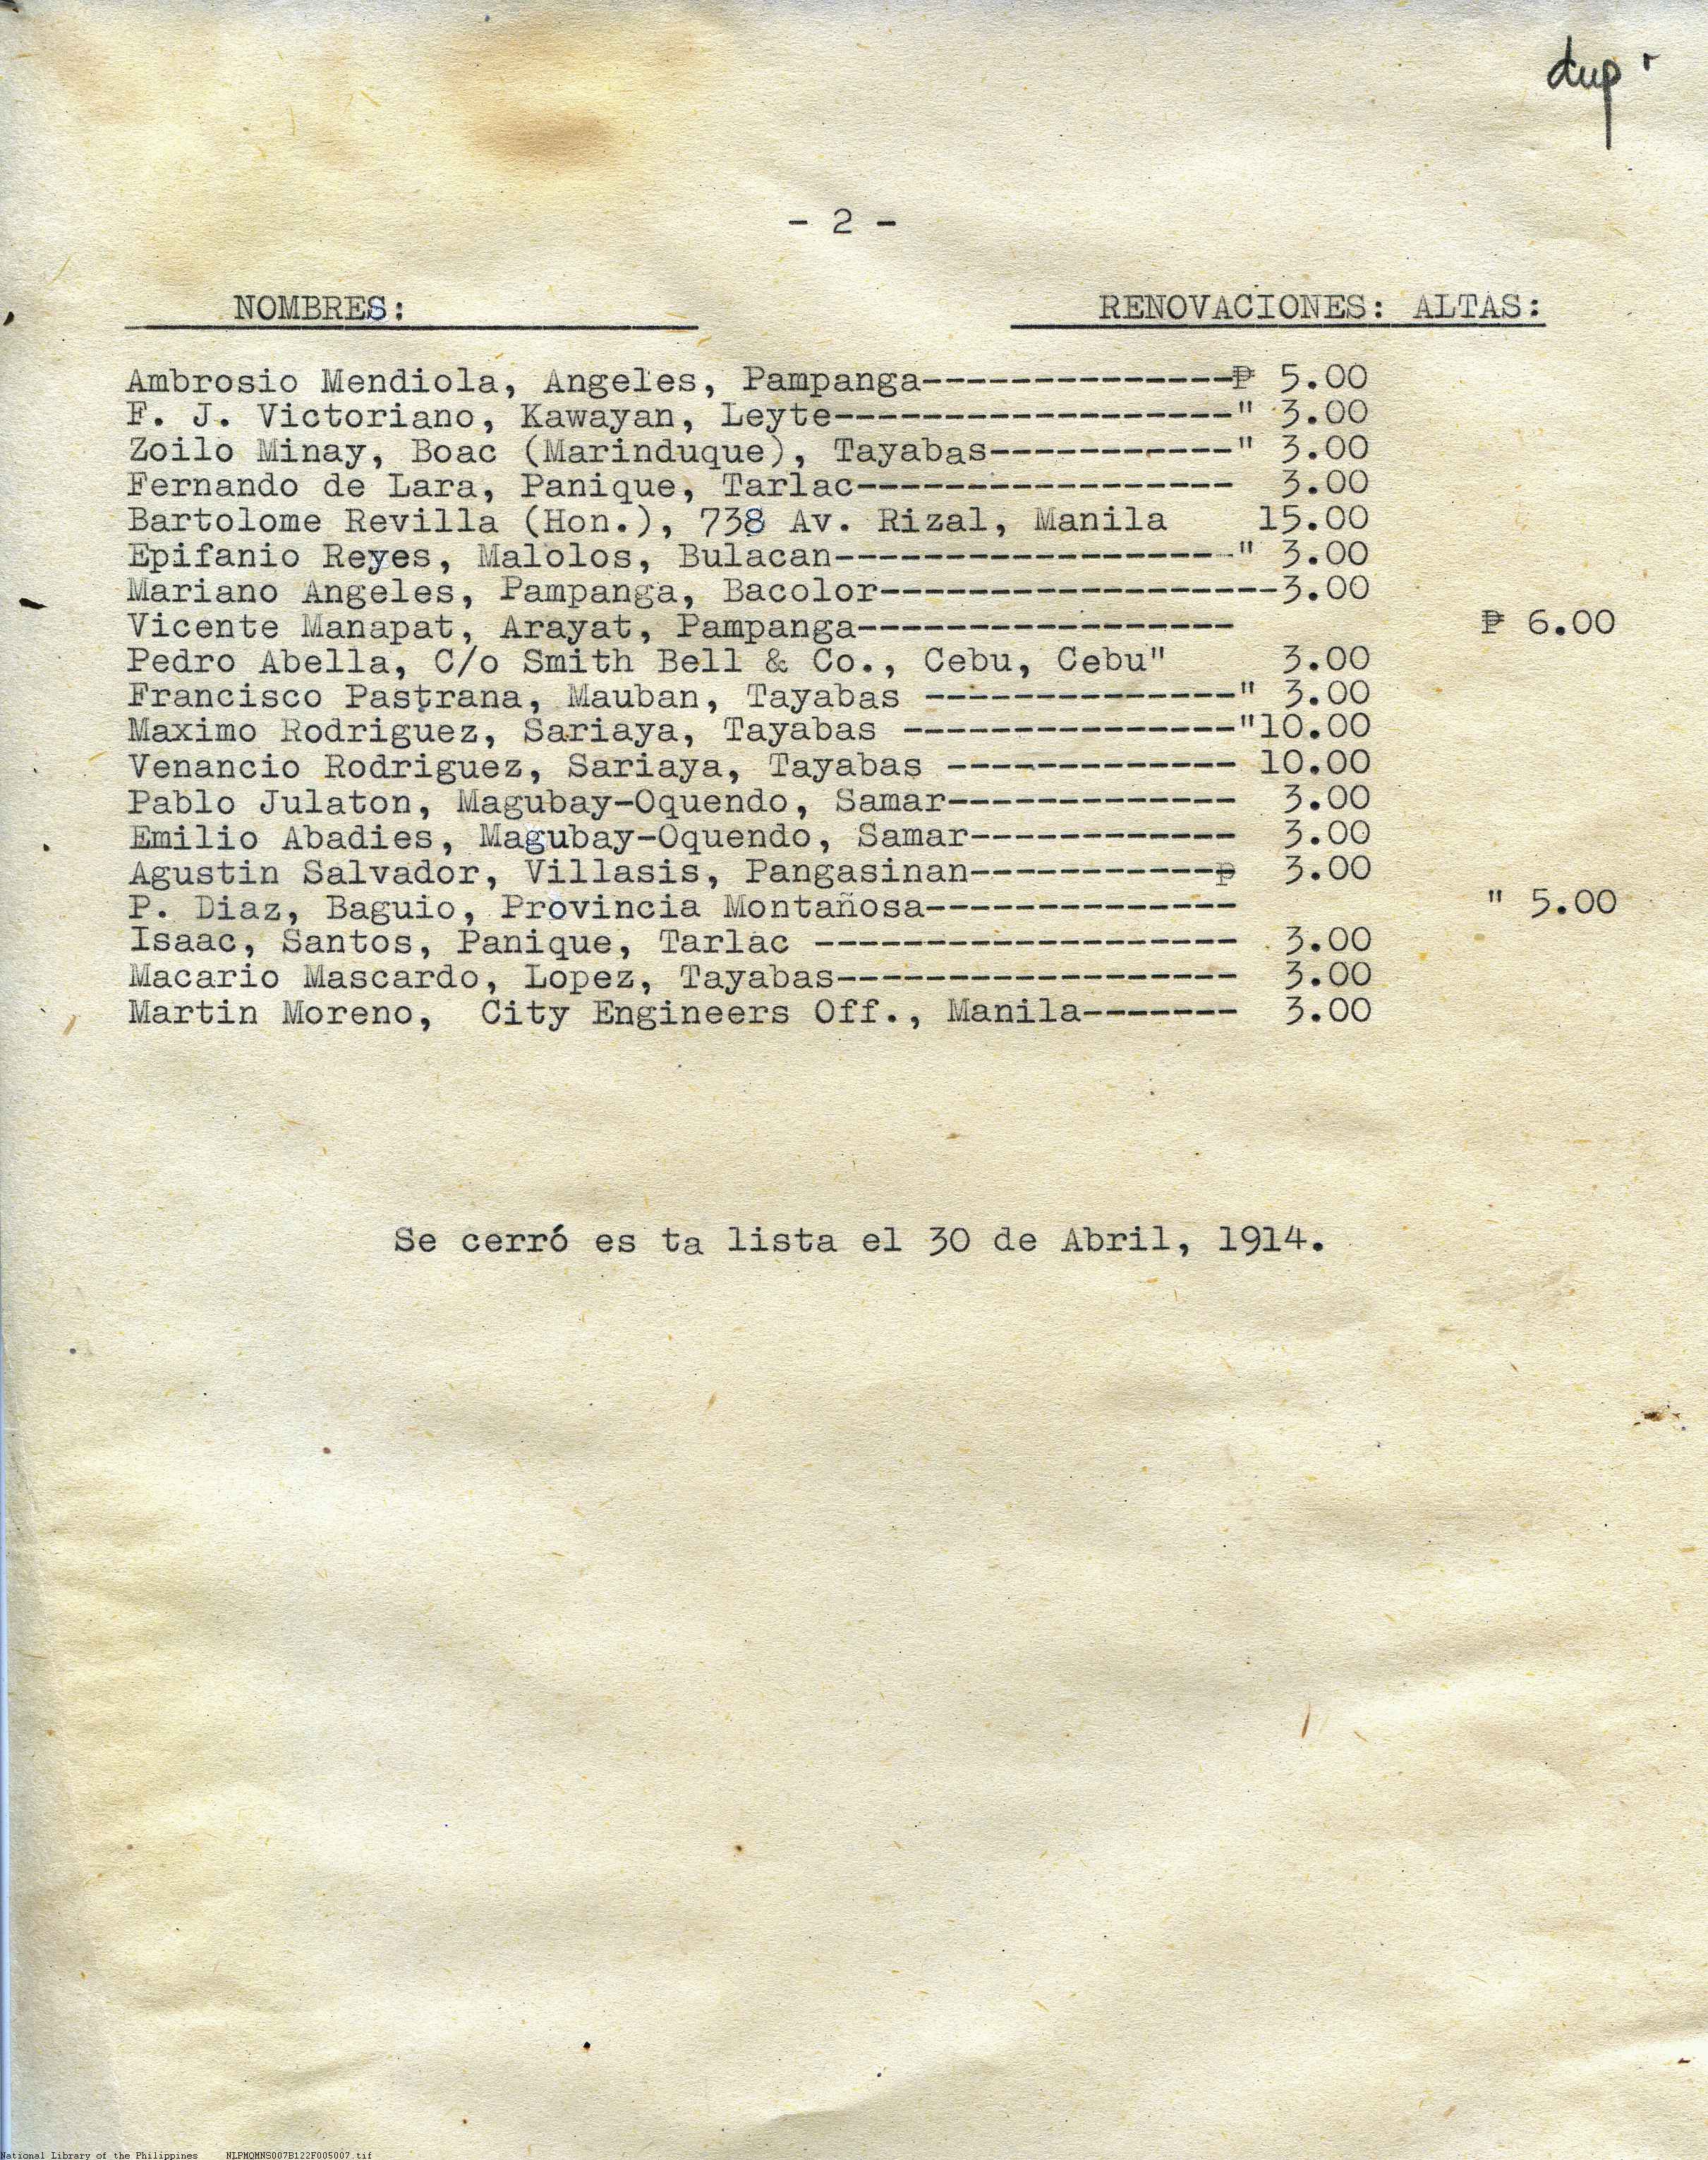 dup
- 2 -
NOMBRES: RENOVACIONES: ALTAS:
Ambrosio Mendiola, Angeles, Pampanga--------------₱ 5.00
F. J. Victoriano, Kawayan, Leyte------------------" 3.00
Zoilo Minay, Boac (Marinduque), Tayabas-----------" 3.00
Fernando de Lara, Panique, Tarlac----------------- 3.00
Bartolome Revilla (Hon.), 738 Av. Rizal, Manila 15.00
Epifanio Reyes, Malolos, Bulacan------------------" 3.00
Mariano Angeles, Pampanga, Bacolor------------------3.00
Vicente Manapat, Arayat, Pampanga----------------- ₱ 6.00
Pedro Abella, C/o Smith Bell & Co., Cebu, Cebu" 3.00
Francisco Pastrana, Mauban, Tayabas --------------" 3.00
Maximo Rodriguez, Sariaya, Tayabas ---------------"10.00
Venancio Rodriguez, Sariaya, Tayabas ------------- 10.00
Pablo Julaton, Magubay-Oquendo, Samar------------- 3.00
Emilio Abadies, Magubay-Oquendo, Samar------------ 3.00
Agustin Salvador, Villasis, Pangasinan-----------₱ 3.00
P. Diaz, Baguio, Provincia Montañosa-------------- " 5.00
Isaac, Santos, Panique, Tarlac ------------------- 3.00
Macario Mascardo, Lopez, Tayabas------------------ 3.00
Martin Moreno, City Engineers Off., Manila------- 3.00
Se cerró es ta lista el 30 de Abril, 1914.
National Library of the Philippines NLPMQMNS007B122F005007.tif